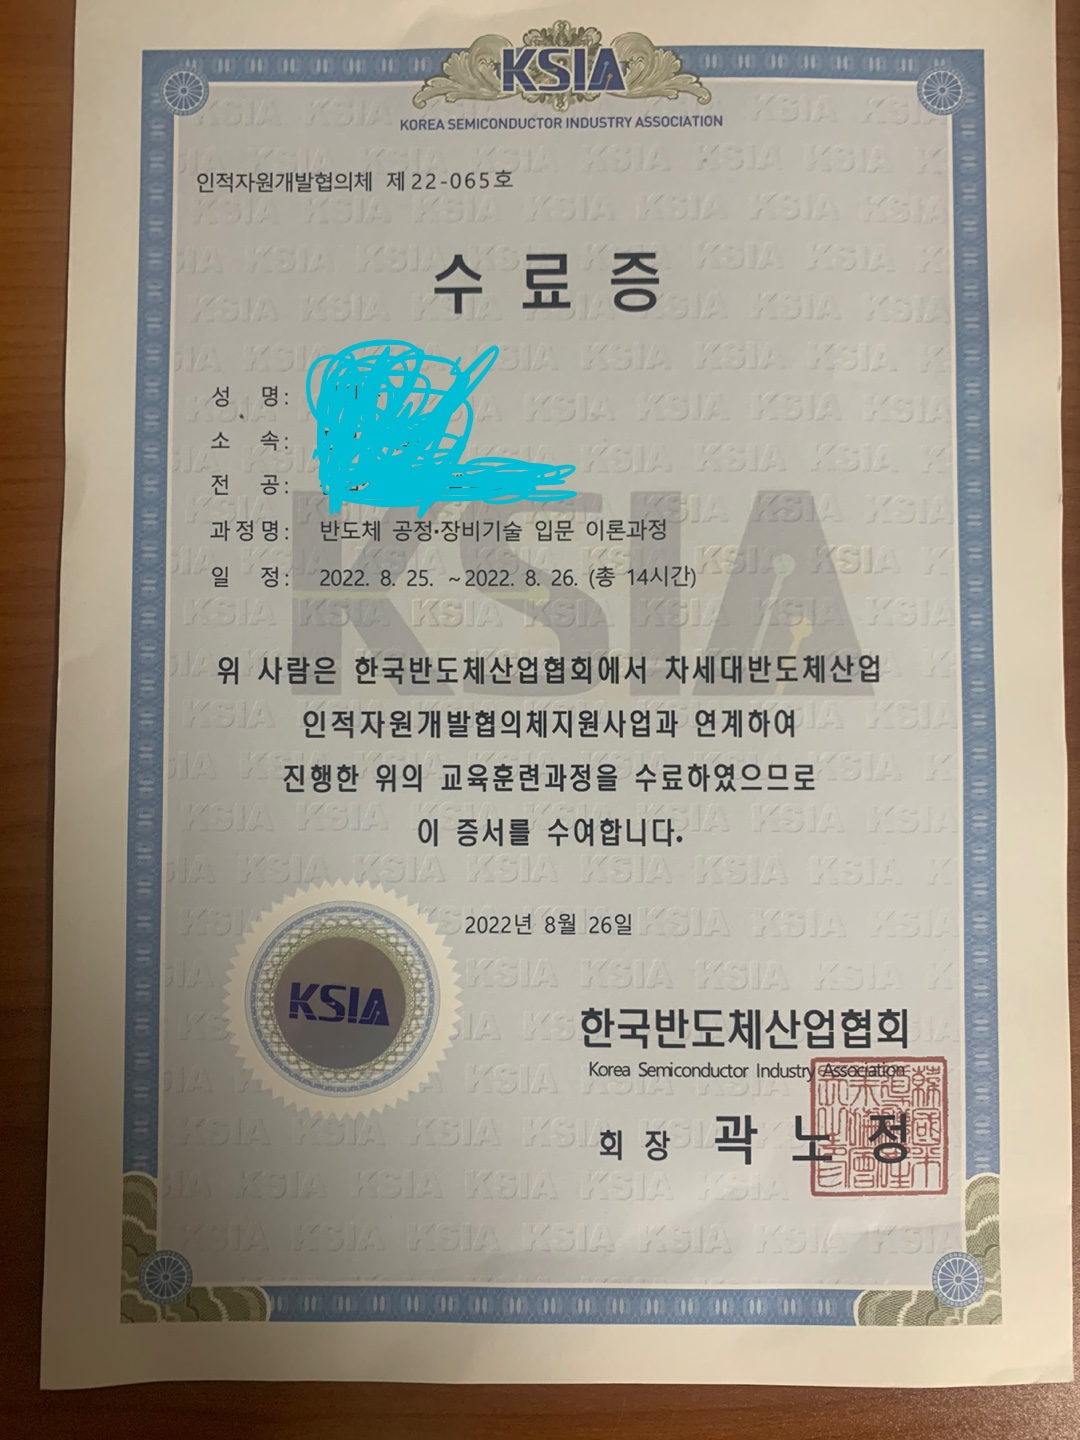 KSIA
KOREA SEMICONDUCTOR INDUSTRY ASSOCIATION
인적자원개발협의체 제22-065호
수료증
성 명:
소 속:
전 공:
과정명: 반도체 공정·장비기술 입문 이론과정
일 정: 2022. 8. 25. ~2022. 8. 26. (총 14시간)
위 사람은 한국반도체산업협회에서 차세대반도체산업
인적자원개발협의체지원사업과 연계하여
진행한 위의 교육훈련과정을 수료하였으므로
이 증서를 수여합니다.
2022년 8월 26일
KSIA
한국반도체산업협회
Korea Semiconductor Industry Association
회 장 곽 노 정